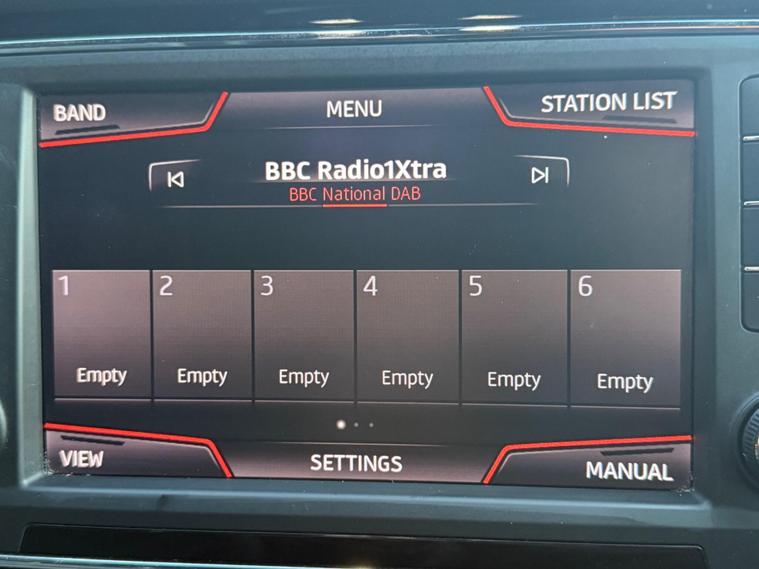 BAND
MENU
STATION LIST
BBC Radio1Xtra
BBC National DAB
1
2
3
4
5
6
Empty
Empty
Empty
Empty
Empty
Empty
VIEW
SETTINGS
MANUAL